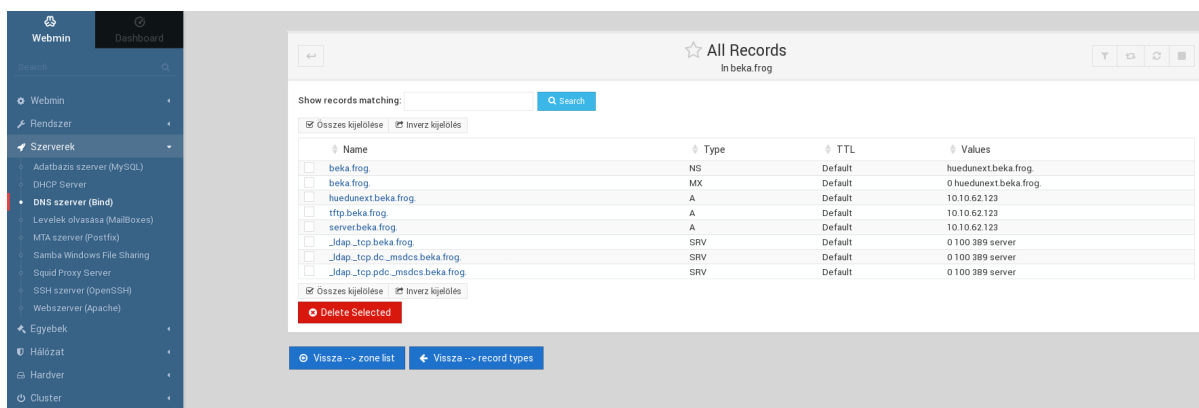 Webmin
Dashboard
Search
Webmin
Rendszer
Szerverek
Adatbázis szerver (MySQL)
DHCP Server
DNS szerver (Bind)
Levelek olvasása (MailBoxes)
MTA szerver (Postfix)
Samba Windows File Sharing
Squid Proxy Server
SSH szerver (OpenSSH)
Webszerver (Apache)
Egyebek
Hálózat
Hardver
Cluster
All Records
In beka.frog
Show records matching:
Search
Összes kijelölése Inverz kijelölés
Name Type TTL Values
beka.frog. NS Default huedunext.beka.frog.
beka.frog. MX Default 0 huedunext.beka.frog.
huedunext.beka.frog. A Default 10.10.62.123
tftp.beka.frog. A Default 10.10.62.123
server.beka.frog. A Default 10.10.62.123
_ldap._tcp.beka.frog. SRV Default 0 100 389 server
_ldap._tcp.dc._msdcs.beka.frog. SRV Default 0 100 389 server
_ldap._tcp.pdc._msdcs.beka.frog. SRV Default 0 100 389 server
Összes kijelölése Inverz kijelölés
Delete Selected
Vissza --> zone list
Vissza --> record types